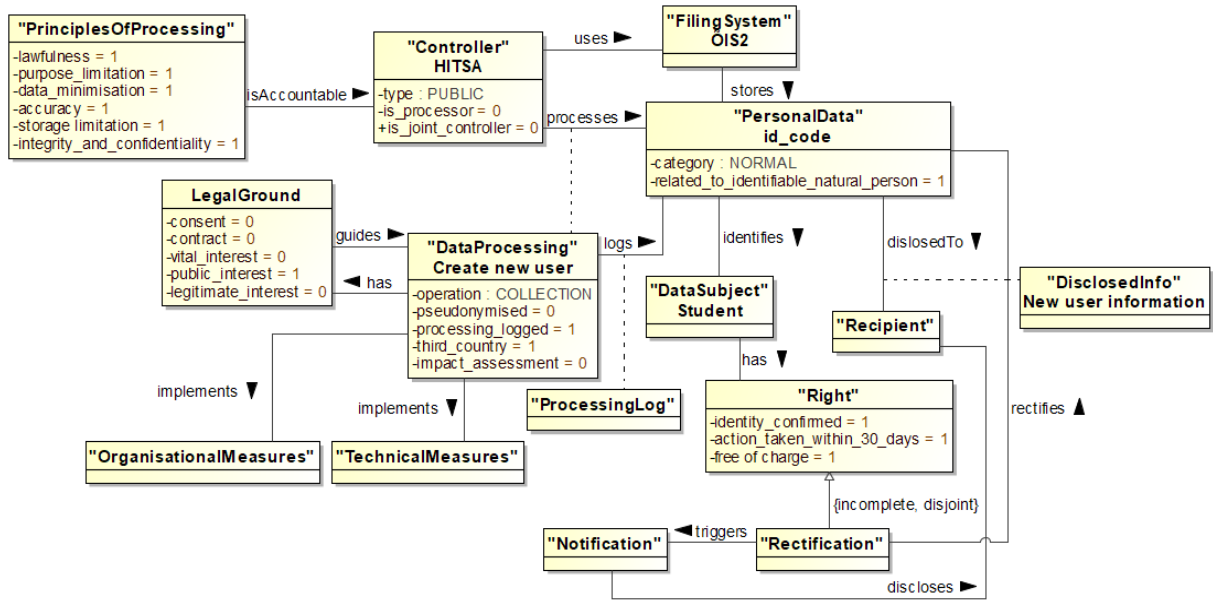 "PrinciplesOfProcessing"
-lawfulness = 1
-purpose_limitation = 1
-data_minimisation = 1
-accuracy = 1
-storage limitation = 1
-integrity_and_confidentiality = 1
isAccountable
"Controller"
HITSA
-type : PUBLIC
-is_processor = 0
+is_joint_controller = 0
uses
"FilingSystem"
ÖIS2
stores
processes
"PersonalData"
id_code
-category : NORMAL
-related_to_identifiable_natural_person = 1
LegalGround
-consent = 0
-contract = 0
-vital_interest = 0
-public_interest = 1
-legitimate_interest = 0
guides
has
"DataProcessing"
Create new user
-operation : COLLECTION
-pseudonymised = 0
-processing_logged = 1
-third_country = 1
-impact_assessment = 0
logs
identifies
dislosedTo
"DataSubject"
Student
"DisclosedInfo"
New user information
"Recipient"
has
implements
implements
"ProcessingLog"
"Right"
-identity_confirmed = 1
-action_taken_within_30_days = 1
-free of charge = 1
rectifies
"OrganisationalMeasures"
"TechnicalMeasures"
{incomplete, disjoint}
"Notification"
triggers
"Rectification"
discloses